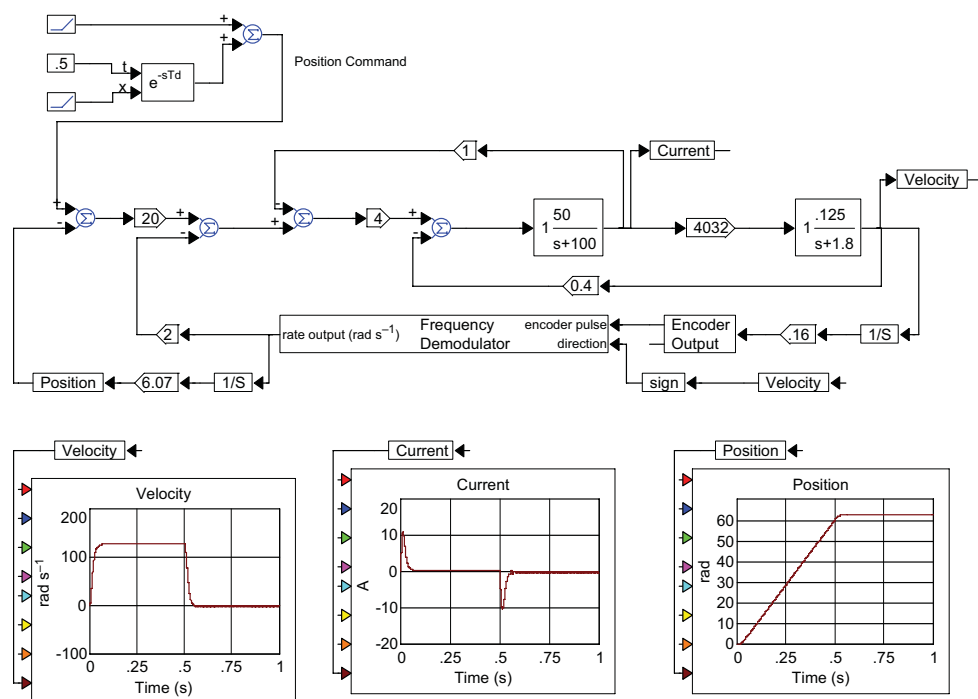 +
+
Σ
Position Command
.5
t
x
e^-sTd
1
Current
Velocity
+
-
Σ
20
+
-
Σ
-
+
Σ
4
+
-
Σ
1 50
s+100
4032
1 .125
s+1.8
0.4
2
rate output (rad s⁻¹)
Frequency
Demodulator
encoder pulse
direction
Encoder
Output
.16
1/S
Position
6.07
1/S
sign
Velocity
Velocity
Current
Position
Velocity
200
100
0
-100
rad s⁻¹
0 .25 .5 .75 1
Time (s)
Current
20
10
0
-10
-20
A
0 .25 .5 .75 1
Time (s)
Position
60
50
40
30
20
10
0
rad
0 .25 .5 .75 1
Time (s)